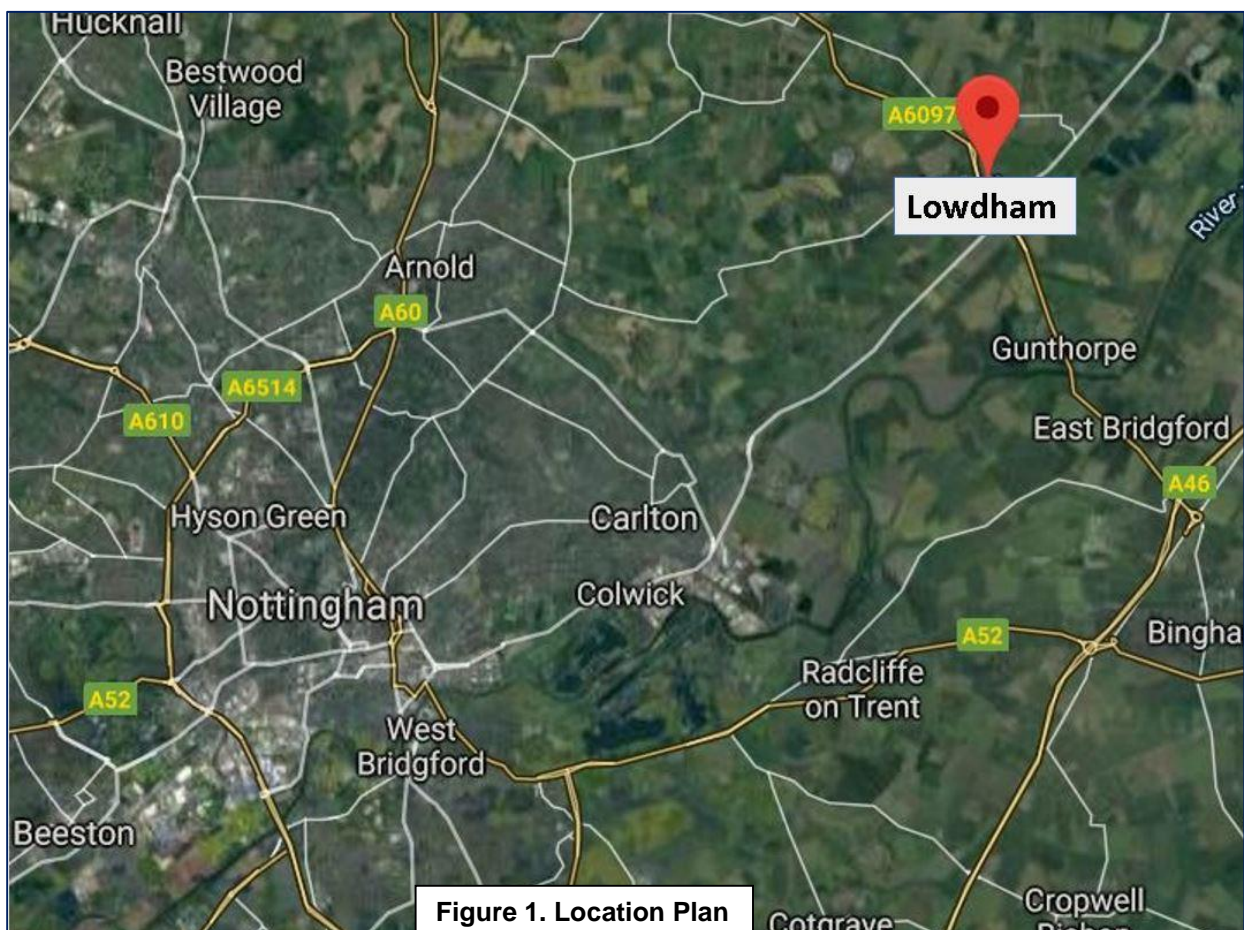 Hucknall
Bestwood
Village
A6097
Lowdham
River
Arnold
A60
Gunthorpe
A6514
A610
East Bridgford
A46
Hyson Green
Carlton
Nottingham
Colwick
A52
Bingha
Radcliffe
on Trent
A52
West
Bridgford
Beeston
Cropwell
Bishop
Cotgrave
Figure 1. Location Plan